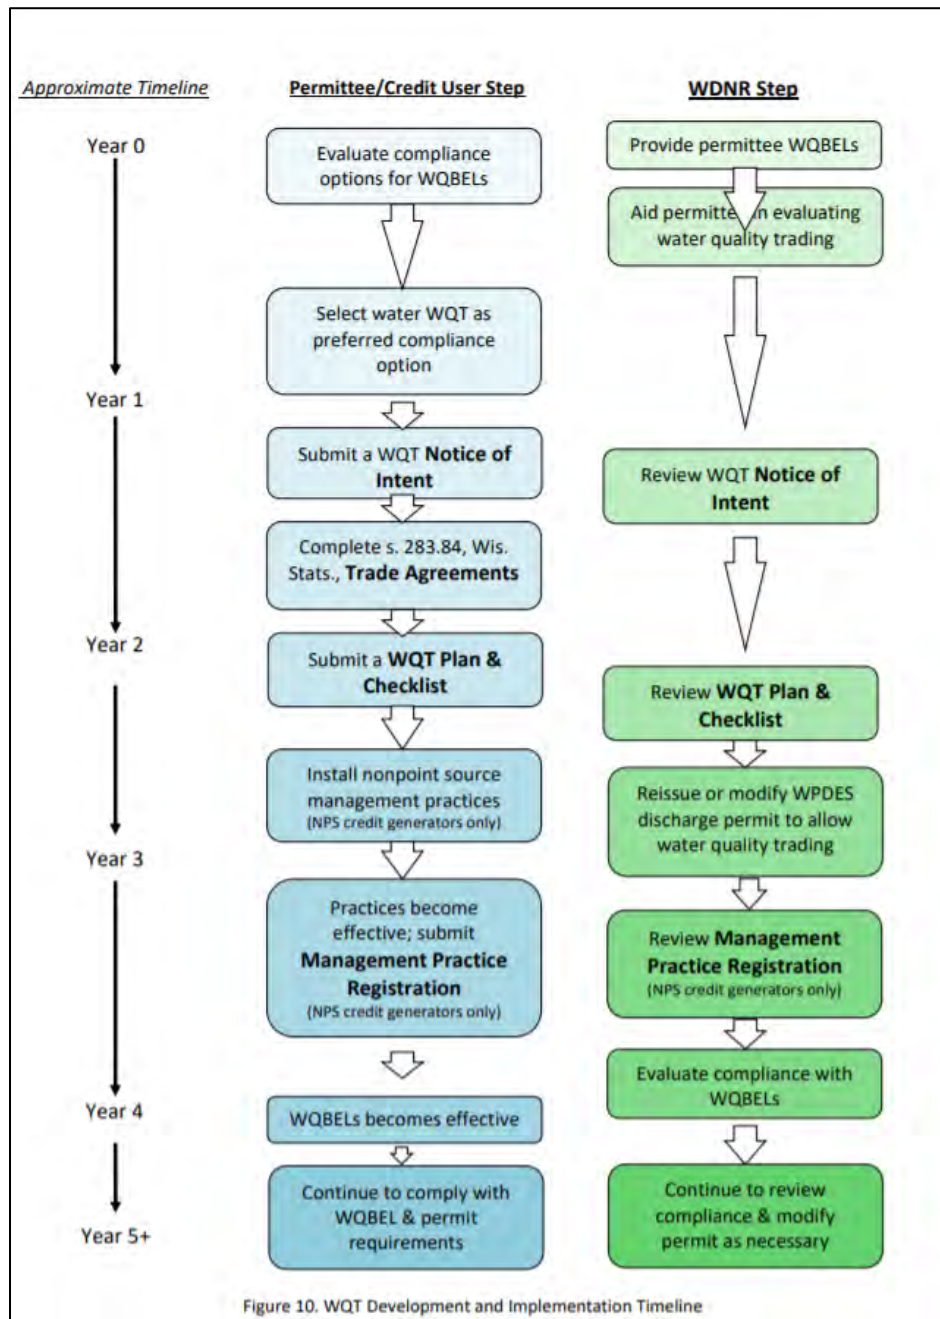 Approximate Timeline
Permittee/Credit User Step
WDNR Step
Year 0
Evaluate compliance
options for WQBELs
Provide permittee WQBELs
Aid permittee in evaluating
water quality trading
Select water WQT as
preferred compliance
option
Year 1
Submit a WQT Notice of
Intent
Review WQT Notice of
Intent
Complete s. 283.84, Wis.
Stats., Trade Agreements
Year 2
Submit a WQT Plan &
Checklist
Review WQT Plan &
Checklist
Install nonpoint source
management practices
(NPS credit generators only)
Reissue or modify WPDES
discharge permit to allow
water quality trading
Year 3
Practices become
effective; submit
Management Practice
Registration
(NPS credit generators only)
Review Management
Practice Registration
(NPS credit generators only)
Evaluate compliance with
WQBELs
Year 4
WQBELs becomes effective
Continue to comply with
WQBEL & permit
requirements
Continue to review
compliance & modify
permit as necessary
Year 5+
Figure 10. WQT Development and Implementation Timeline